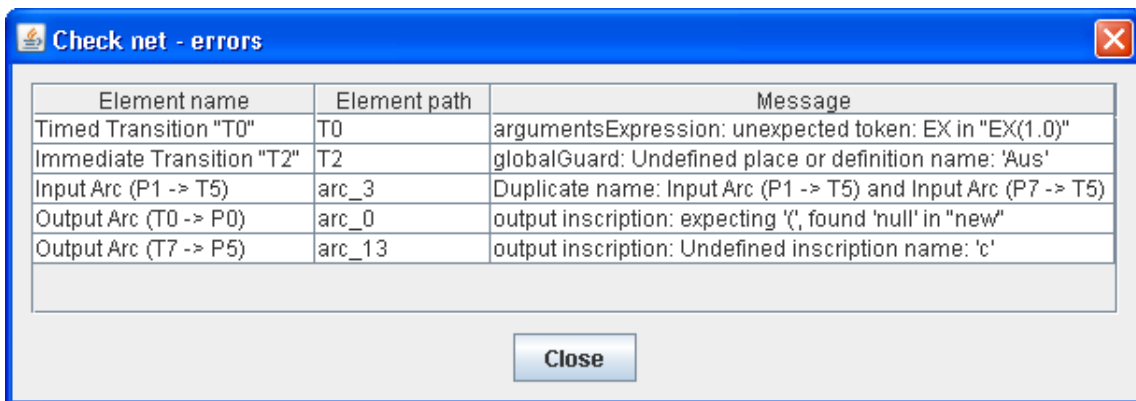 Check net - errors
Element name Element path Message
Timed Transition "T0" T0 argumentsExpression: unexpected token: EX in "EX(1.0)"
Immediate Transition "T2" T2 globalGuard: Undefined place or definition name: 'Aus'
Input Arc (P1 -> T5) arc_3 Duplicate name: Input Arc (P1 -> T5) and Input Arc (P7 -> T5)
Output Arc (T0 -> P0) arc_0 output inscription: expecting '(', found 'null' in "new"
Output Arc (T7 -> P5) arc_13 output inscription: Undefined inscription name: 'c'
Close